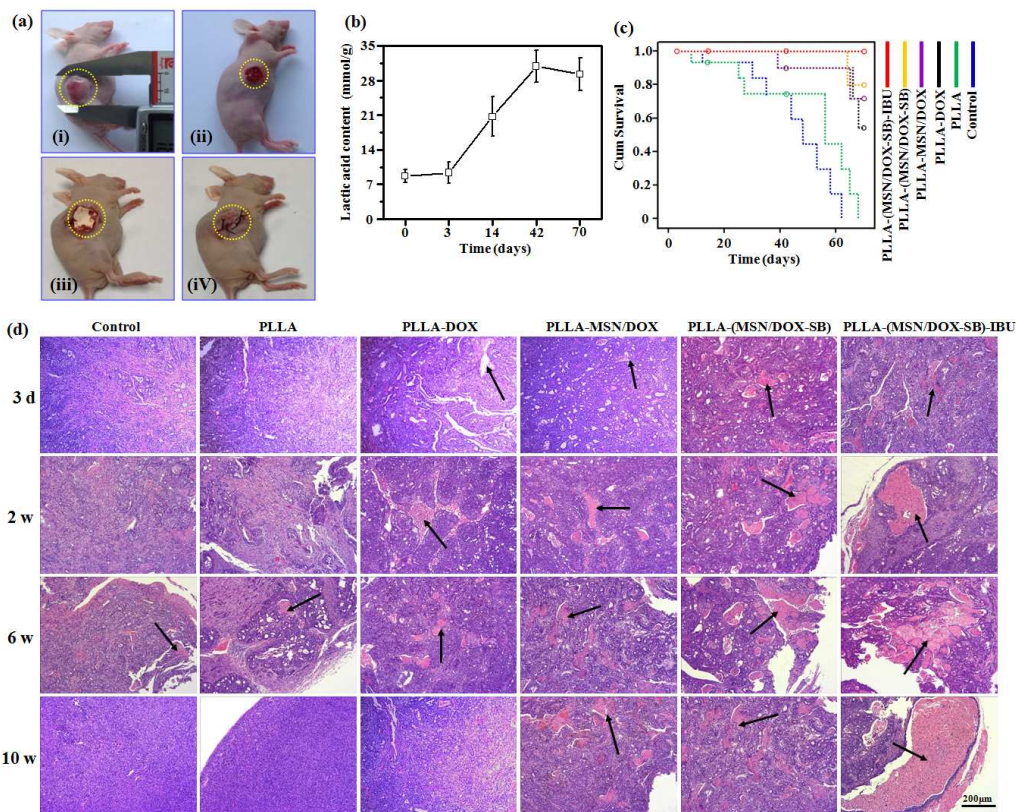 (a)
(i)
(ii)
(iii)
(iV)
(b)
Lactic acid content (mmol/g)
35
28
21
14
7
0
0 3 14 42 70
Time (days)
(c)
Cum Survival
1.0
0.8
0.6
0.4
0.2
0
0 20 40 60
Time (days)
PLLA-(MSN/DOX-SB)-IBU
PLLA-(MSN/DOX-SB)
PLLA-MSN/DOX
PLLA-DOX
PLLA
Control
(d)
Control PLLA PLLA-DOX PLLA-MSN/DOX PLLA-(MSN/DOX-SB) PLLA-(MSN/DOX-SB)-IBU
3 d
2 w
6 w
10 w
200μm